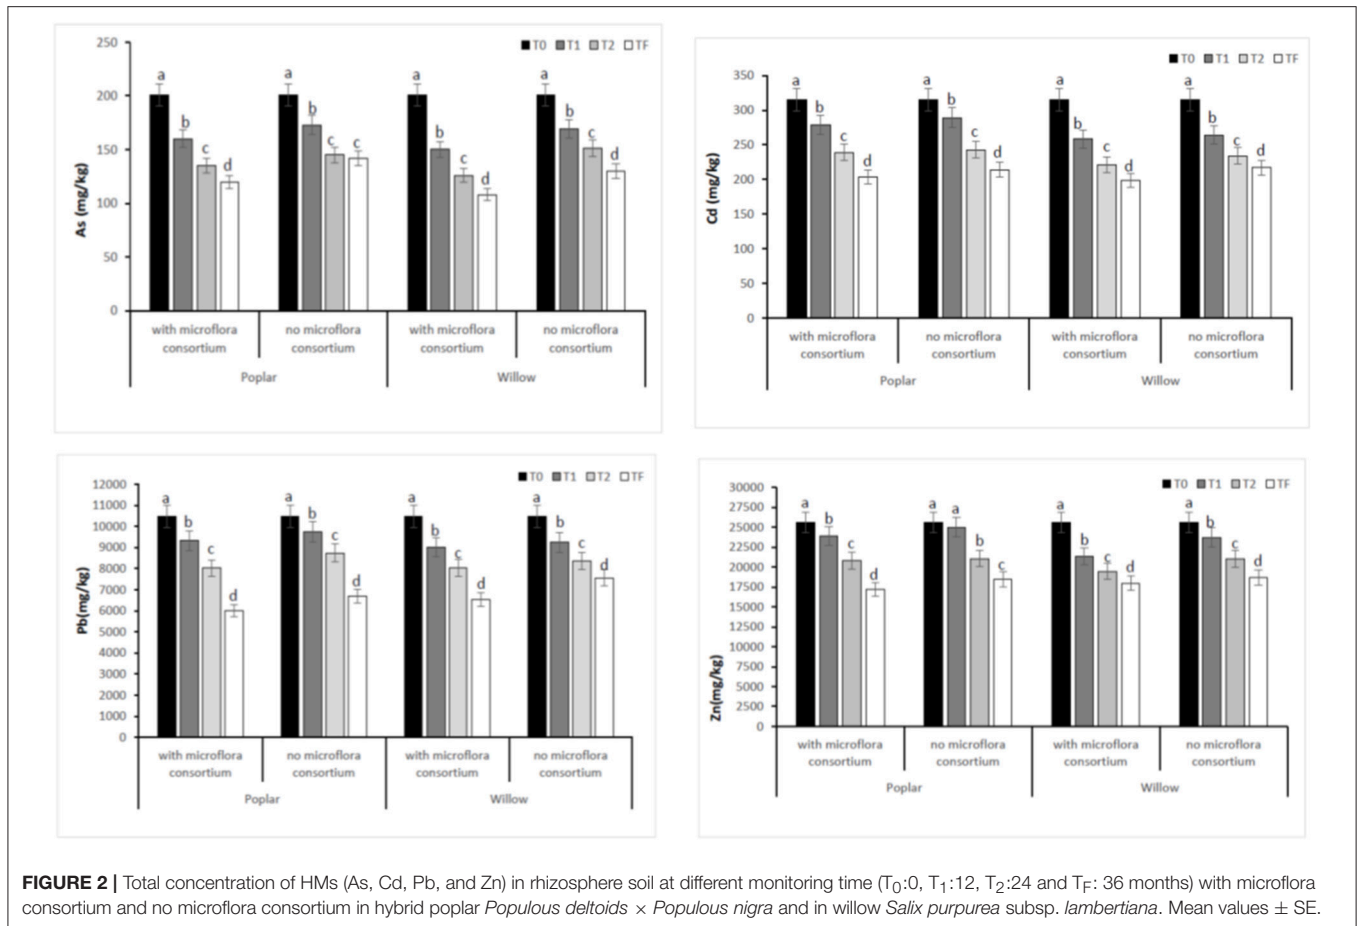 250
200
150
100
50
0
As (mg/kg)
T0 T1 T2 TF
a b c d
a b c c
a b c d
a b c d
with microflora consortium
no microflora consortium
with microflora consortium
no microflora consortium
Poplar
Willow
350
300
250
200
150
100
50
0
Cd (mg/kg)
T0 T1 T2 TF
a b c d
a b c d
a b c d
a b c d
with microflora consortium
no microflora consortium
with microflora consortium
no microflora consortium
Poplar
Willow
12000
11000
10000
9000
8000
7000
6000
5000
4000
3000
2000
1000
0
Pb(mg/kg)
T0 T1 T2 TF
a b c d
a b c d
a b c d
a b c d
with microflora consortium
no microflora consortium
with microflora consortium
no microflora consortium
Poplar
Willow
30000
27500
25000
22500
20000
17500
15000
12500
10000
7500
5000
2500
0
Zn(mg/kg)
T0 T1 T2 TF
a b c d
a a b c
a b c d
a b c d
with microflora consortium
no microflora consortium
with microflora consortium
no microflora consortium
Poplar
Willow
FIGURE 2 | Total concentration of HMs (As, Cd, Pb, and Zn) in rhizosphere soil at different monitoring time (T0:0, T1:12, T2:24 and TF: 36 months) with microflora
consortium and no microflora consortium in hybrid poplar Populous deltoids × Populous nigra and in willow Salix purpurea subsp. lambertiana. Mean values ± SE.